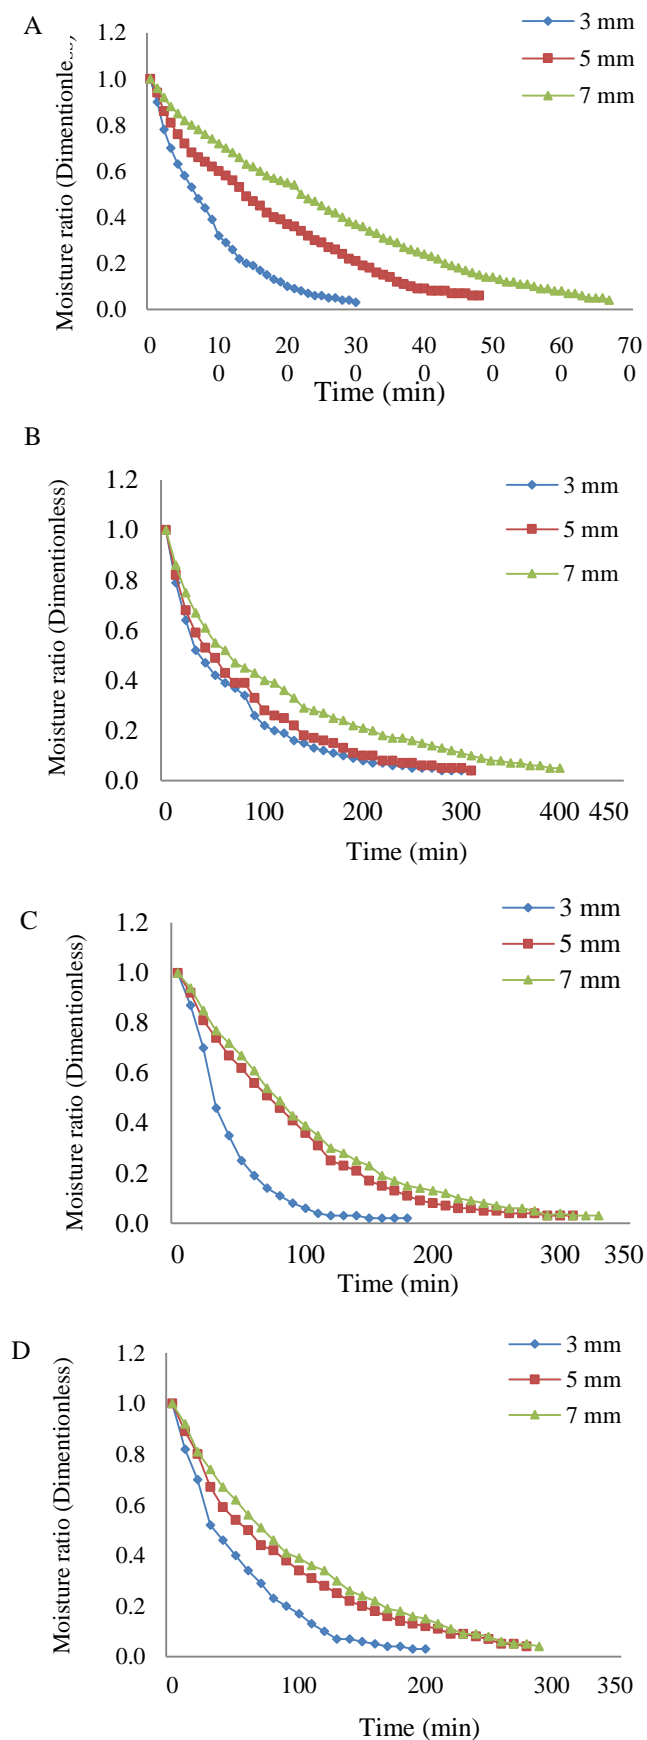 A
Moisture ratio (Dimentionless)
1.2
1.0
0.8
0.6
0.4
0.2
0.0
3 mm
5 mm
7 mm
0 10 20 30 40 50 60 70
0 0 0 0 0 0 0
Time (min)
B
Moisture ratio (Dimentionless)
1.2
1.0
0.8
0.6
0.4
0.2
0.0
3 mm
5 mm
7 mm
0 100 200 300 400 450
Time (min)
C
Moisture ratio (Dimentionless)
1.2
1.0
0.8
0.6
0.4
0.2
0.0
3 mm
5 mm
7 mm
0 100 200 300 350
Time (min)
D
Moisture ratio (Dimentionless)
1.2
1.0
0.8
0.6
0.4
0.2
0.0
3 mm
5 mm
7 mm
0 100 200 300 350
Time (min)